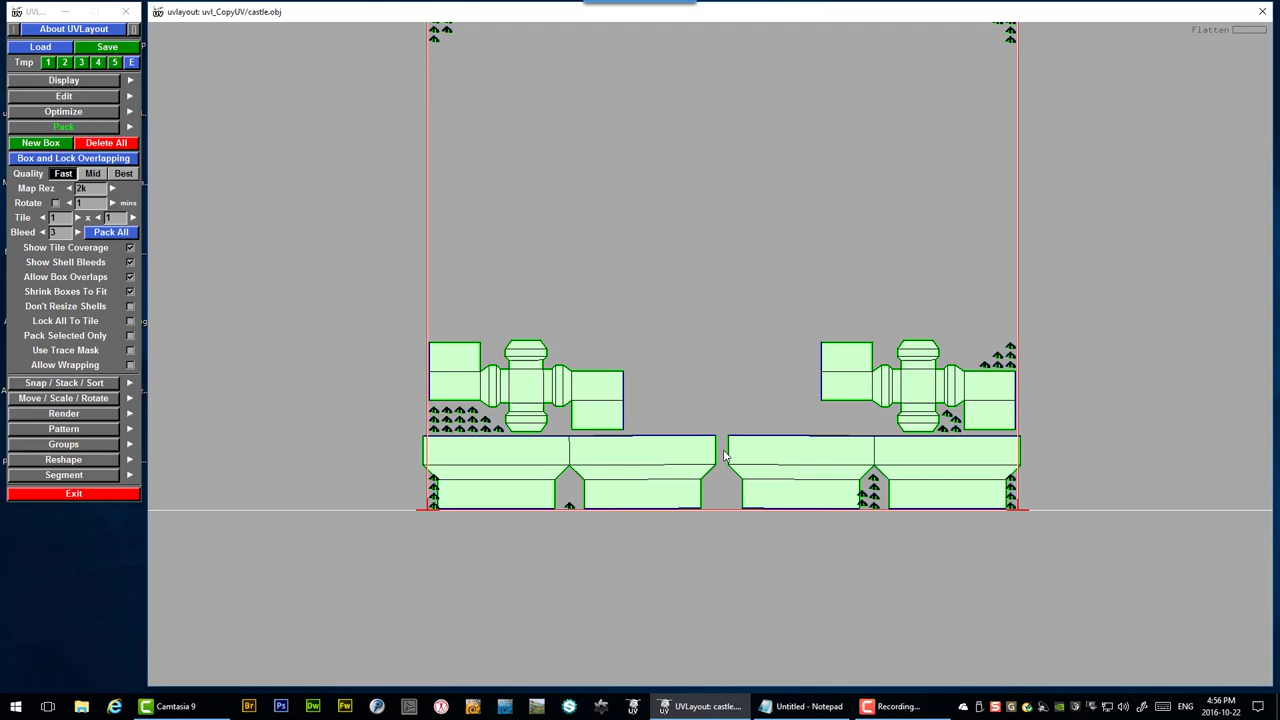 UVL...
uvlayout: uvl_CopyUV/castle.obj
About UVLayout
Flatten
Load Save
Tmp 1 2 3 4 5 E
Display
Edit
Optimize
Pack
New Box Delete All
Box and Lock Overlapping
Quality Fast Mid Best
Map Rez 2k
Rotate 1 mins
Tile 1 x 1
Bleed 3 Pack All
Show Tile Coverage
Show Shell Bleeds
Allow Box Overlaps
Shrink Boxes To Fit
Don't Resize Shells
Lock All To Tile
Pack Selected Only
Use Trace Mask
Allow Wrapping
Snap / Stack / Sort
Move / Scale / Rotate
Render
Pattern
Groups
Reshape
Segment
Exit
Camtasia 9
Br Ps Dw Fw
UVLayout: castle....
Untitled - Notepad
Recording...
ENG
4:56 PM
2016-10-22